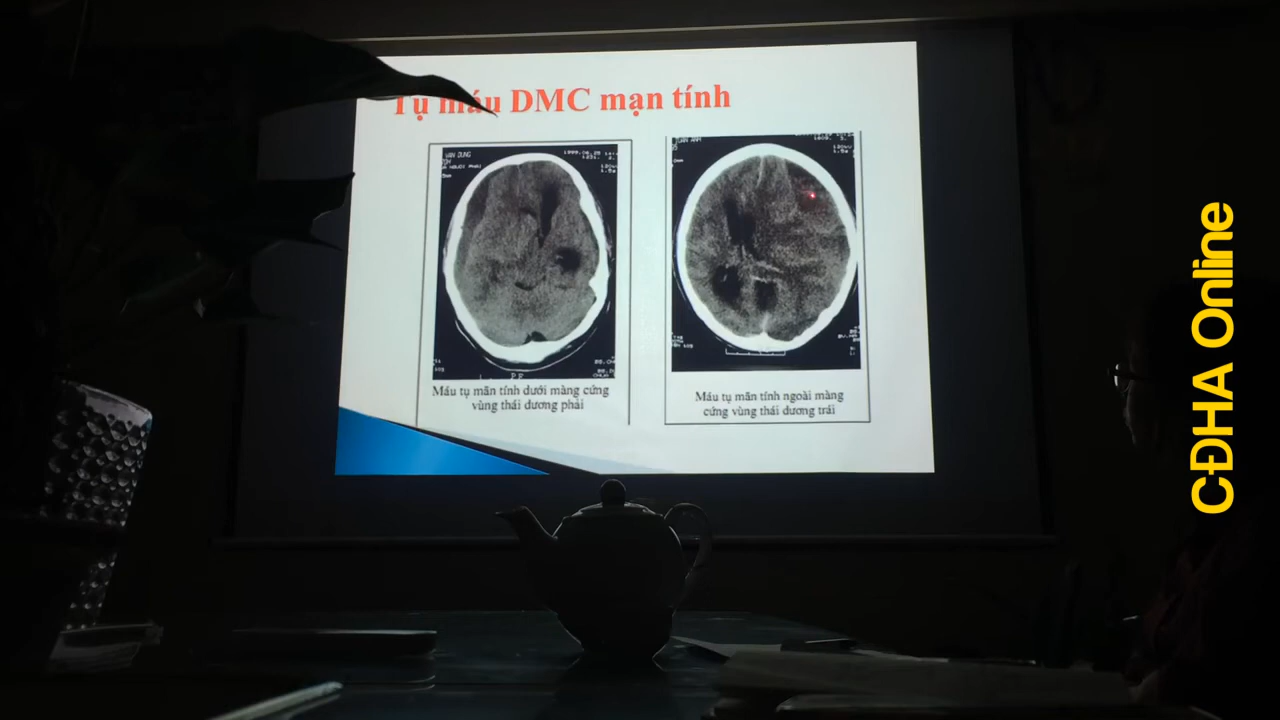 Tụ máu DMC mạn tính
Máu tụ mãn tính dưới màng cứng
vùng thái dương phải
Máu tụ mãn tính ngoài màng
cứng vùng thái dương trái
CĐHA Online